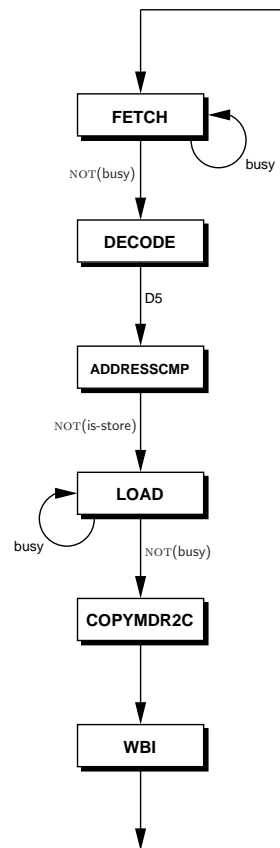 FETCH
busy
NOT(busy)
DECODE
D5
ADDRESSCMP
NOT(is-store)
LOAD
busy
NOT(busy)
COPYMDR2C
WBI